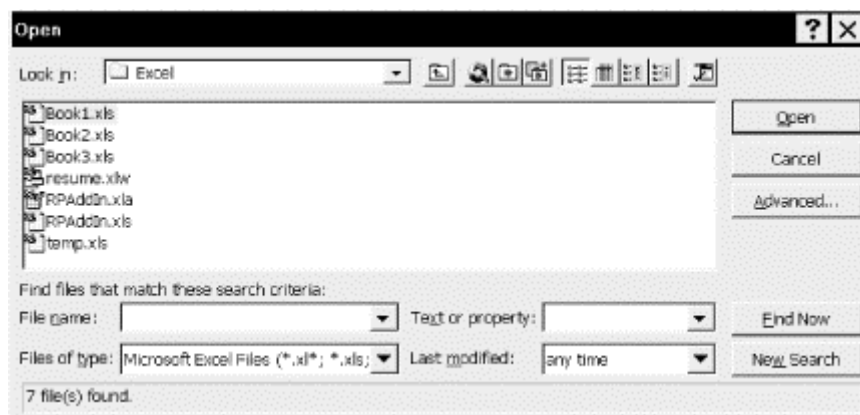 Open
Look in: Excel
Book1.xls
Book2.xls
Book3.xls
resume.xlw
RPAddIn.xla
RPAddIn.xls
temp.xls
Open
Cancel
Advanced...
Find files that match these search criteria:
File name:
Text or property:
Find Now
Files of type: Microsoft Excel Files (*.xl*; *.xls;
Last modified: any time
New Search
7 file(s) found.